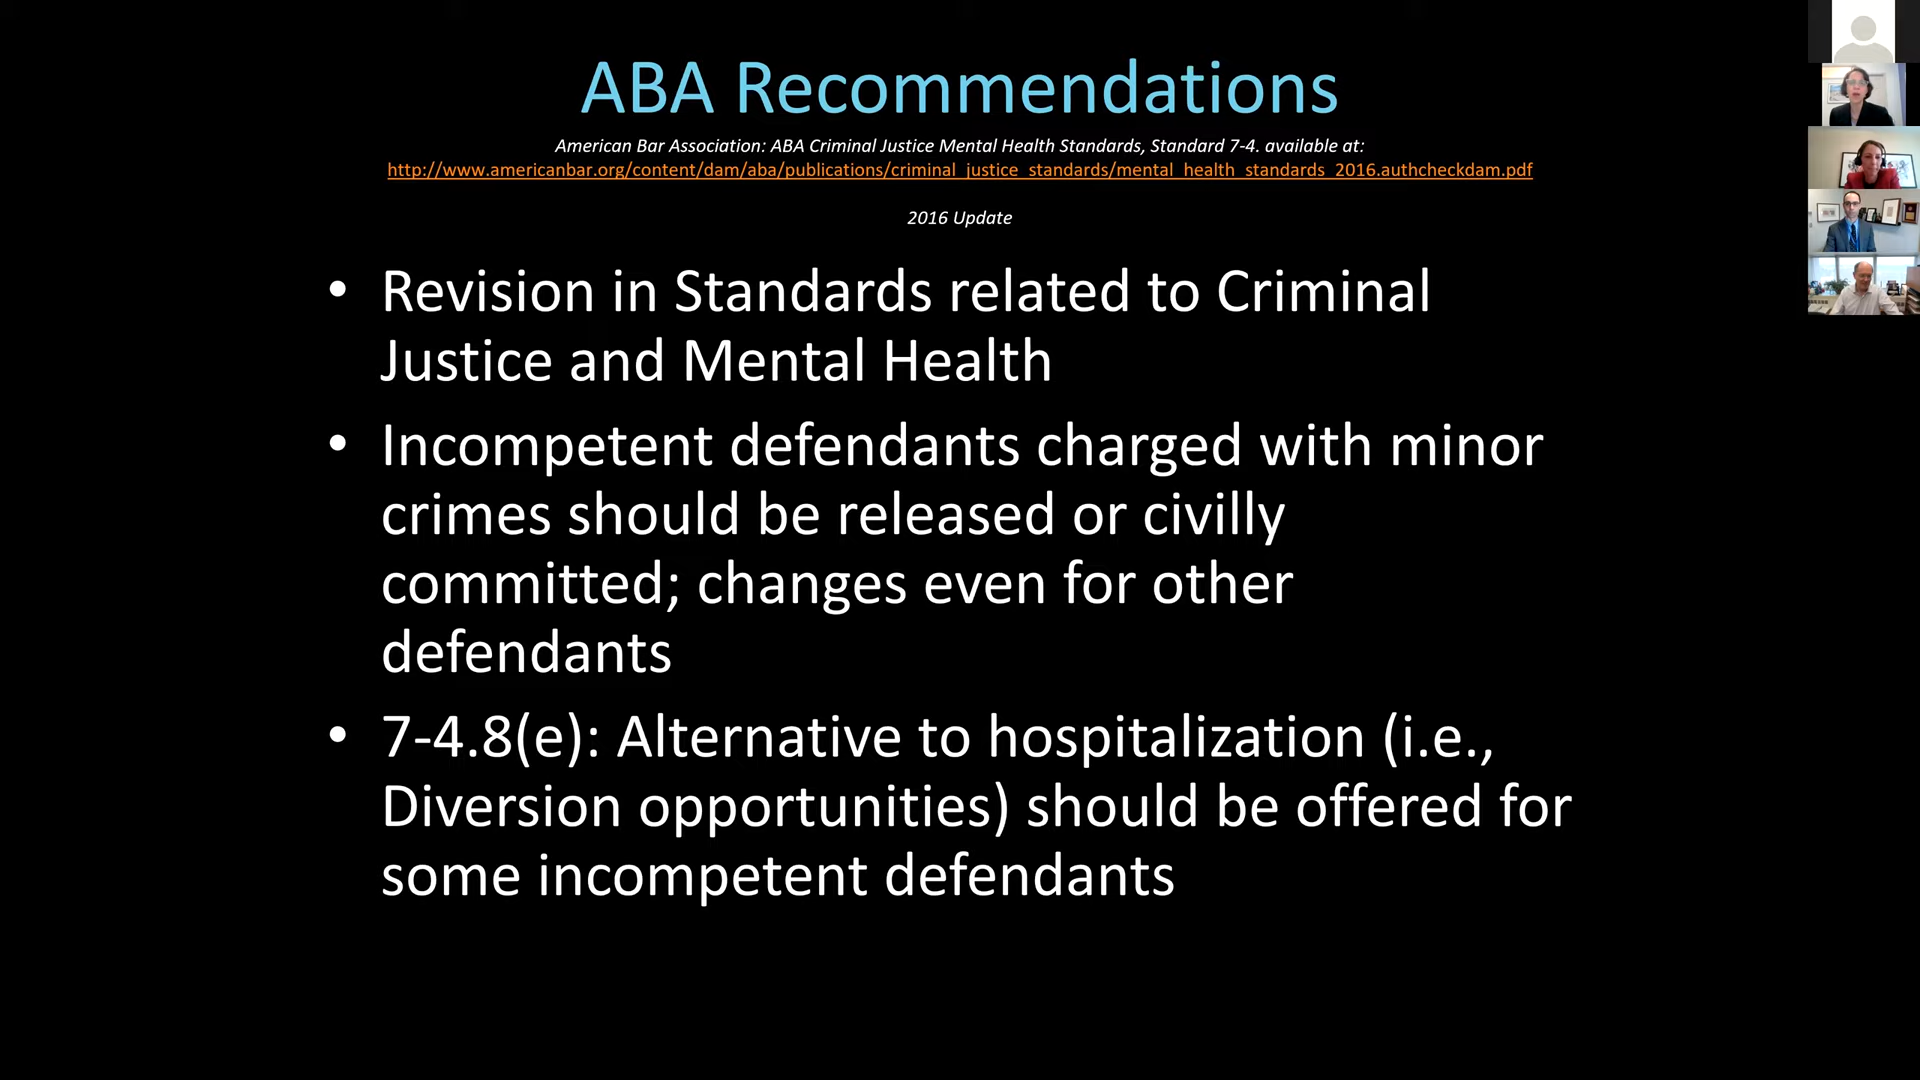 ABA Recommendations
American Bar Association: ABA Criminal Justice Mental Health Standards, Standard 7-4. available at:
http://www.americanbar.org/content/dam/aba/publications/criminal_justice_standards/mental_health_standards_2016.authcheckdam.pdf
2016 Update
• Revision in Standards related to Criminal
Justice and Mental Health
• Incompetent defendants charged with minor
crimes should be released or civilly
committed; changes even for other
defendants
• 7-4.8(e): Alternative to hospitalization (i.e.,
Diversion opportunities) should be offered for
some incompetent defendants